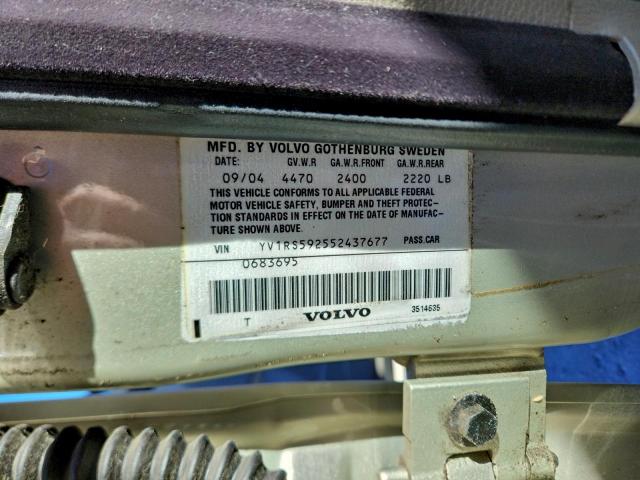 MFD. BY VOLVO GOTHENBURG SWEDEN
DATE: GV.W.R GA.W.R.FRONT GA.W.R.REAR
09/04 4470 2400 2220 LB
THIS VEHICLE CONFORMS TO ALL APPLICABLE FEDERAL
MOTOR VEHICLE SAFETY, BUMPER AND THEFT PROTEC-
TION STANDARDS IN EFFECT ON THE DATE OF MANUFAC-
TURE SHOWN ABOVE.
VIN YV1RS592552437677 PASS.CAR
0683695
T VOLVO 3514635